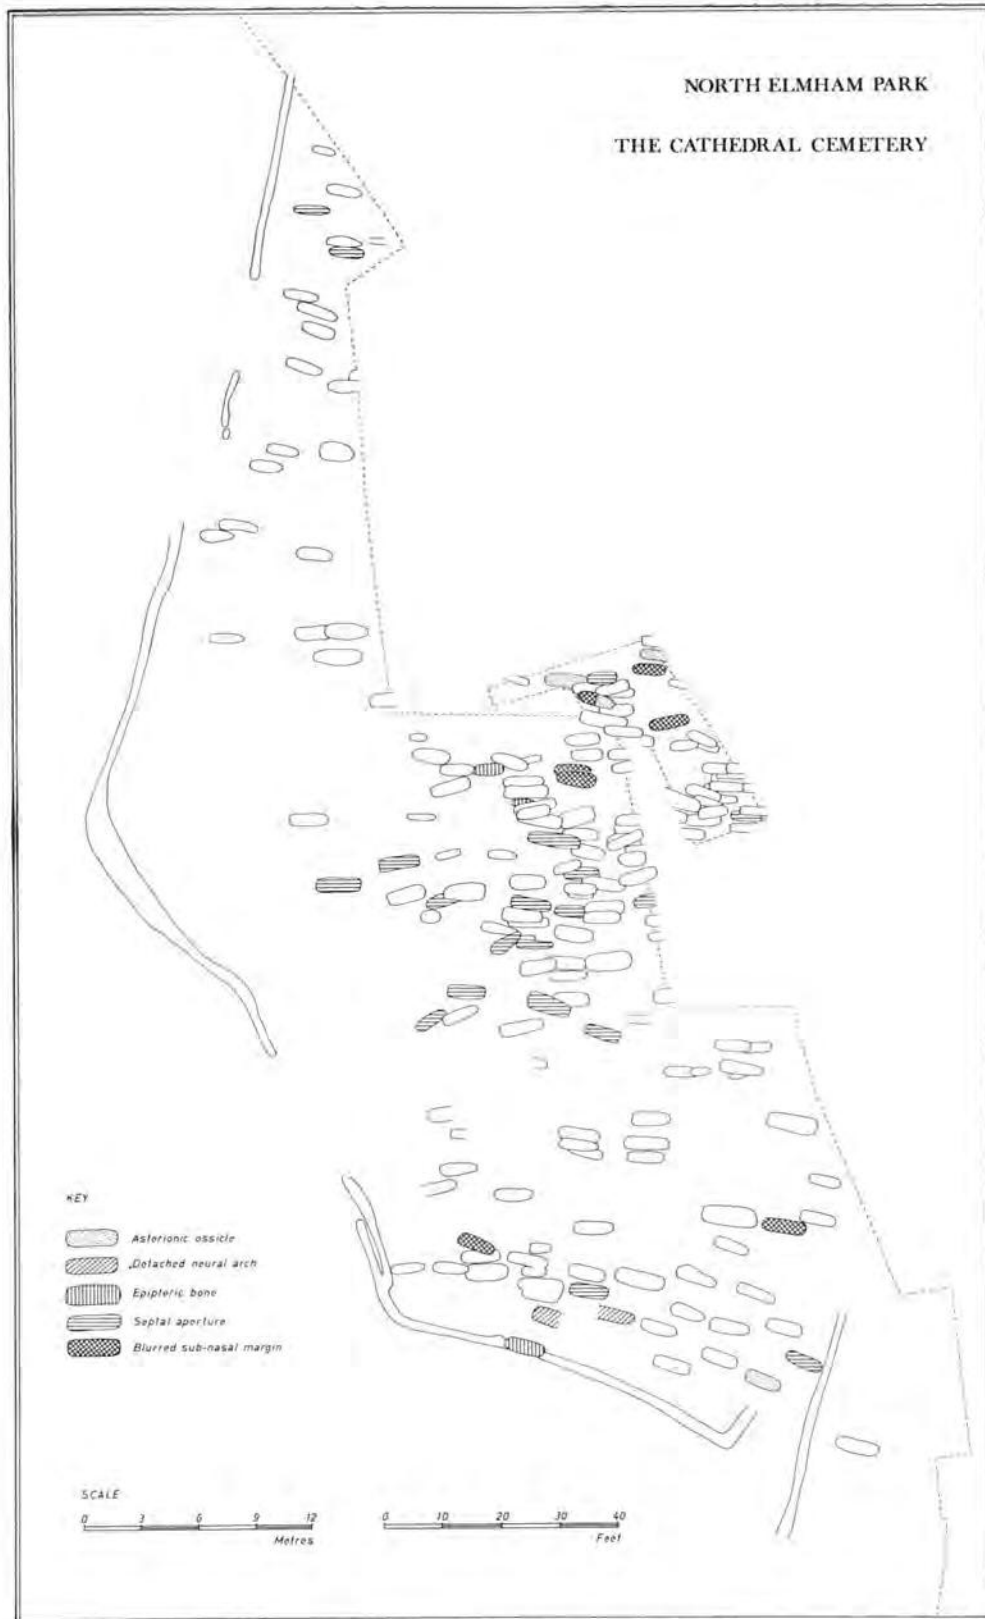 NORTH ELMHAM PARK
THE CATHEDRAL CEMETERY
KEY
Asterionic ossicle
Detached neural arch
Epipteric bone
Septal aperture
Blurred sub-nasal margin
SCALE
0 3 6 9 12
Metres
0 10 20 30 40
Feet